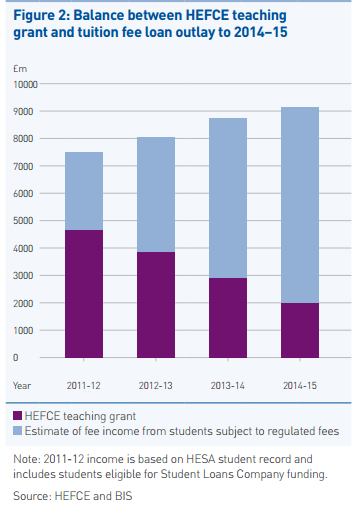 Figure 2: Balance between HEFCE teaching
grant and tuition fee loan outlay to 2014–15
£m
10000
9000
8000
7000
6000
5000
4000
3000
2000
1000
0
Year 2011-12 2012-13 2013-14 2014-15
HEFCE teaching grant
Estimate of fee income from students subject to regulated fees
Note: 2011-12 income is based on HESA student record and
includes students eligible for Student Loans Company funding.
Source: HEFCE and BIS